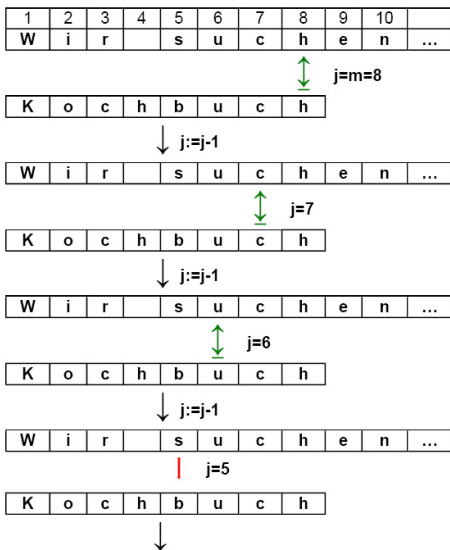 1 2 3 4 5 6 7 8 9 10
W i r s u c h e n ...
j=m=8
K o c h b u c h
j:=j-1
W i r s u c h e n ...
j=7
K o c h b u c h
j:=j-1
W i r s u c h e n ...
j=6
K o c h b u c h
j:=j-1
W i r s u c h e n ...
j=5
K o c h b u c h